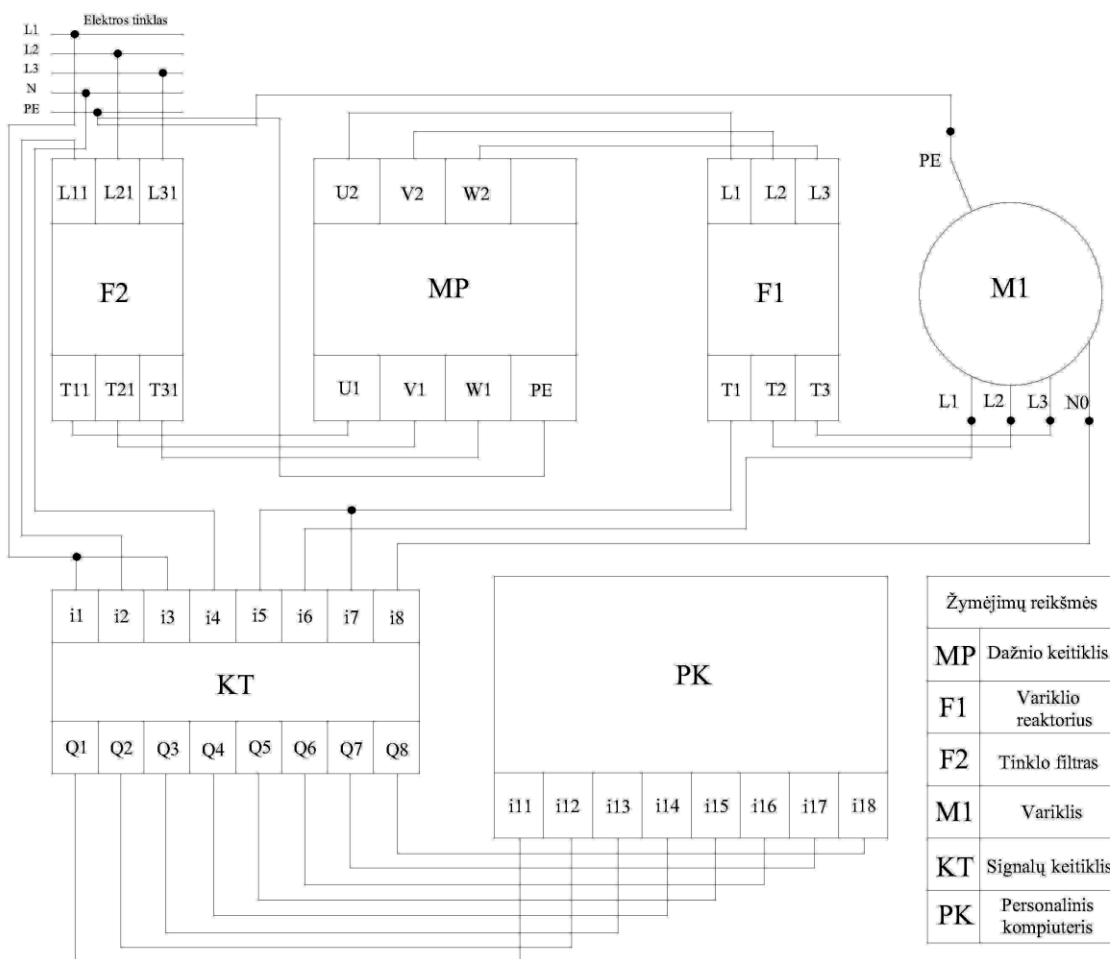 Elektros tinklas
L1
L2
L3
N
PE
L11 L21 L31
F2
T11 T21 T31
U2 V2 W2
MP
U1 V1 W1 PE
L1 L2 L3
F1
T1 T2 T3
PE
M1
L1 L2 L3 N0
i1 i2 i3 i4 i5 i6 i7 i8
KT
Q1 Q2 Q3 Q4 Q5 Q6 Q7 Q8
PK
i11 i12 i13 i14 i15 i16 i17 i18
Žymėjimų reikšmės
MP Dažnio keitiklis
F1 Variklio
reaktorius
F2 Tinklo filtras
M1 Variklis
KT Signalų keitiklis
PK Personalinis
kompiuteris